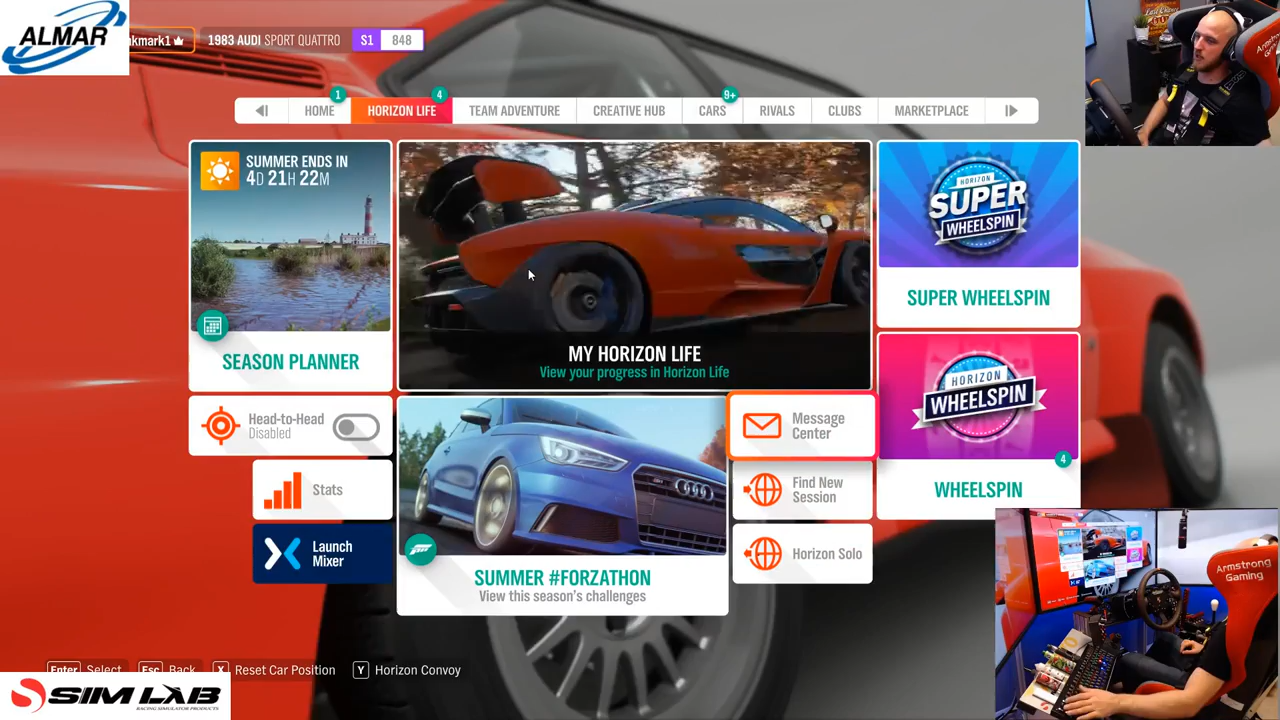 ALMAR
nkmark1
1983 AUDI SPORT QUATTRO
S1 848
HOME 1
HORIZON LIFE 4
TEAM ADVENTURE
CREATIVE HUB
CARS 9+
RIVALS
CLUBS
MARKETPLACE
SUMMER ENDS IN
4D 21H 22M
SEASON PLANNER
MY HORIZON LIFE
View your progress in Horizon Life
HORIZON
SUPER
WHEELSPIN
SUPER WHEELSPIN
HORIZON
WHEELSPIN
4
WHEELSPIN
Head-to-Head
Disabled
Stats
Launch
Mixer
SUMMER #FORZATHON
View this season's challenges
Message
Center
Find New
Session
Horizon Solo
Enter Select
Esc Back
X Reset Car Position
Y Horizon Convoy
SIM LAB
RACING SIMULATOR PRODUCTS
Armstrong
Gaming
Armstrong
Gaming